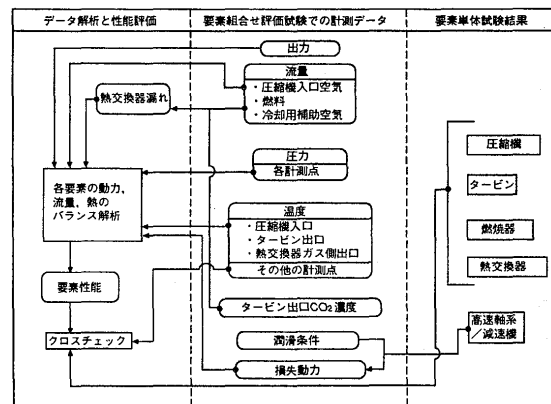 データ解析と性能評価
要素組合せ評価試験での計測データ
要素単体試験結果
出力
流量
・圧縮機入口空気
・燃料
・冷却用補助空気
熱交換器漏れ
圧力
各計測点
各要素の動力,
流量、熱の
バランス解析
温度
・圧縮機入口
・タービン出口
・熱交換器ガス側出口
その他の計測点
要素性能
タービン出口CO2濃度
クロスチェック
潤滑条件
損失動力
圧縮機
タービン
燃焼器
熱交換器
高速軸系
/減速機